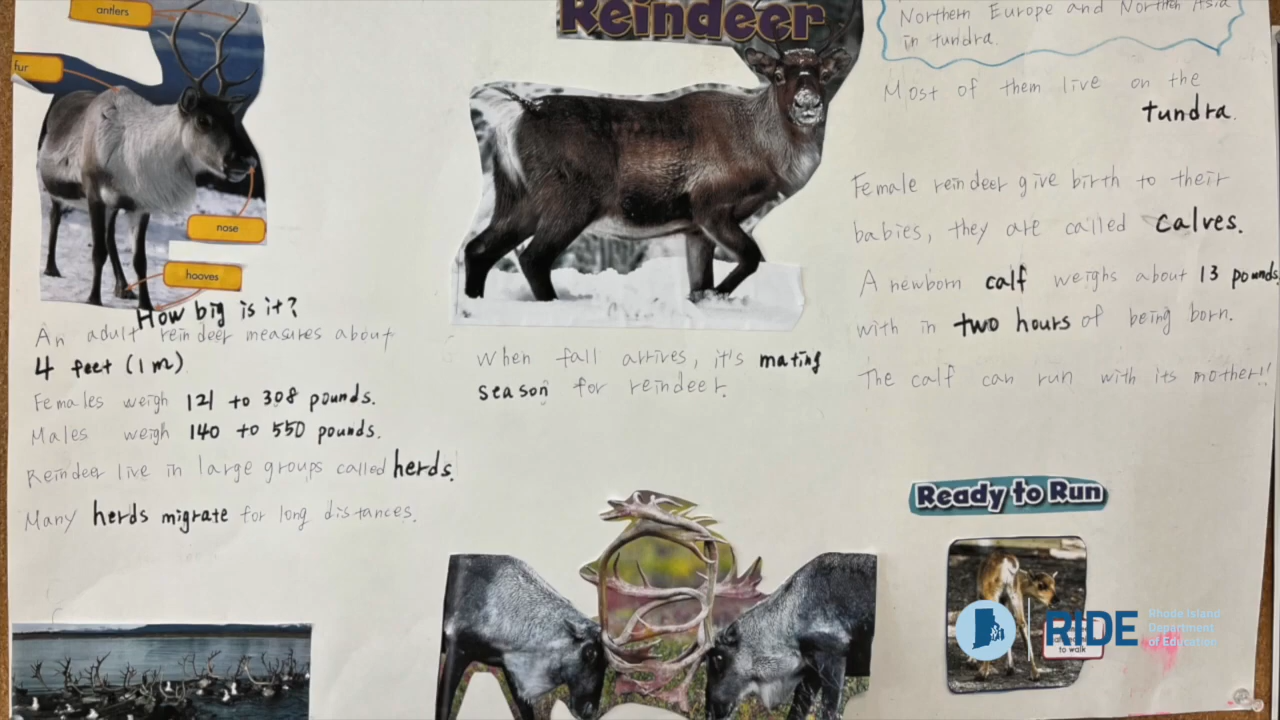 antlers
fur
nose
hooves
How big is it?
An adult reindeer measures about
4 feet (1m)
Females weigh 121 to 308 pounds.
Males weigh 140 to 550 pounds.
Reindeer live in large groups called herds.
Many herds migrate for long distances.
Reindeer
When fall arrives, it's mating
season for reindeer.
Northern Europe and Northern Asia
in tundra.
Most of them live on the
tundra.
Female reindeer give birth to their
babies, they are called calves.
A newborn calf weighs about 13 pounds
with in two hours of being born.
The calf can run with its mother!!
Ready to Run
to walk
RIDE
Rhode Island
Department
of Education